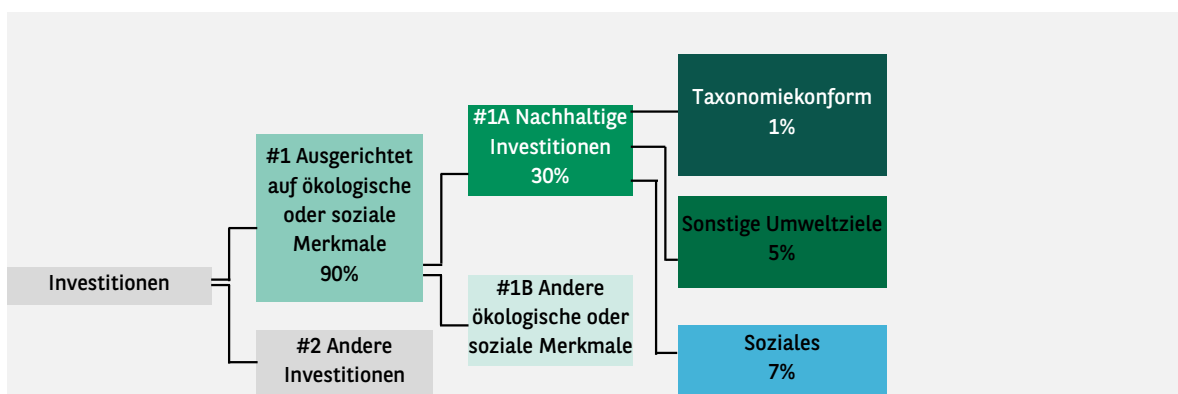 Investitionen
#1 Ausgerichtet
auf ökologische
oder soziale
Merkmale
90%
#2 Andere
Investitionen
#1A Nachhaltige
Investitionen
30%
#1B Andere
ökologische oder
soziale Merkmale
Taxonomiekonform
1%
Sonstige Umweltziele
5%
Soziales
7%